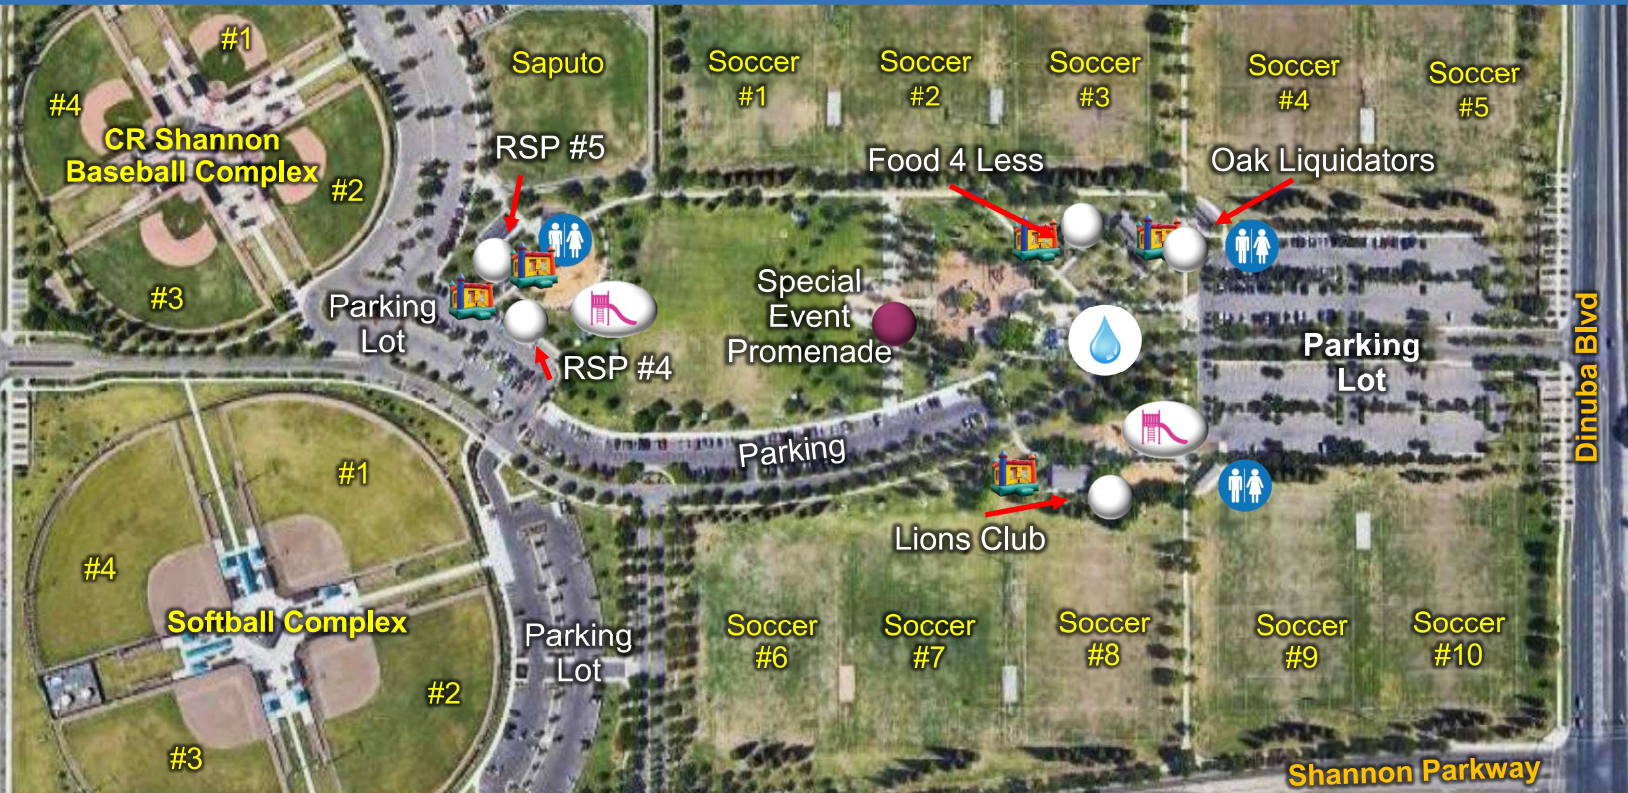 #1
#4
CR Shannon
Baseball Complex
#2
#3
Saputo
Soccer
#1
Soccer
#2
Soccer
#3
Soccer
#4
Soccer
#5
RSP #5
Food 4 Less
Oak Liquidators
Parking
Lot
RSP #4
Special
Event
Promenade
Parking
Lot
Dinuba Blvd
Parking
Lions Club
#1
#4
Softball Complex
#2
#3
Parking
Lot
Soccer
#6
Soccer
#7
Soccer
#8
Soccer
#9
Soccer
#10
Shannon Parkway